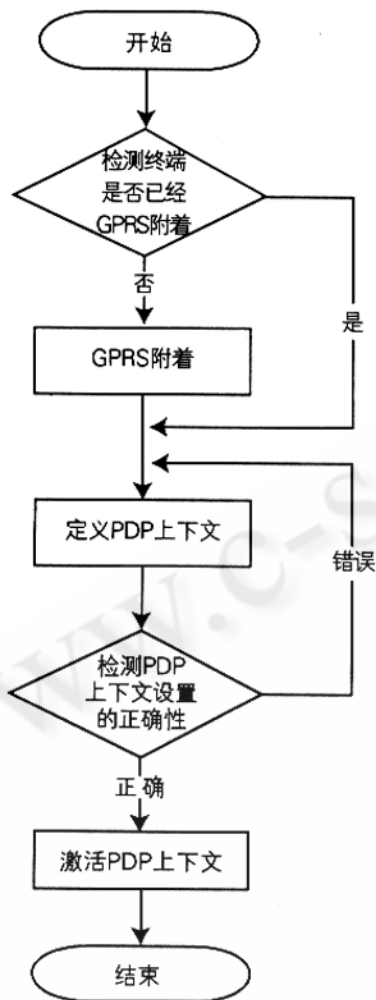 开始
检测终端
是否已经
GPRS附着
否
是
GPRS附着
定义PDP上下文
错误
检测PDP
上下文设置
的正确性
正确
激活PDP上下文
结束
www.c-s